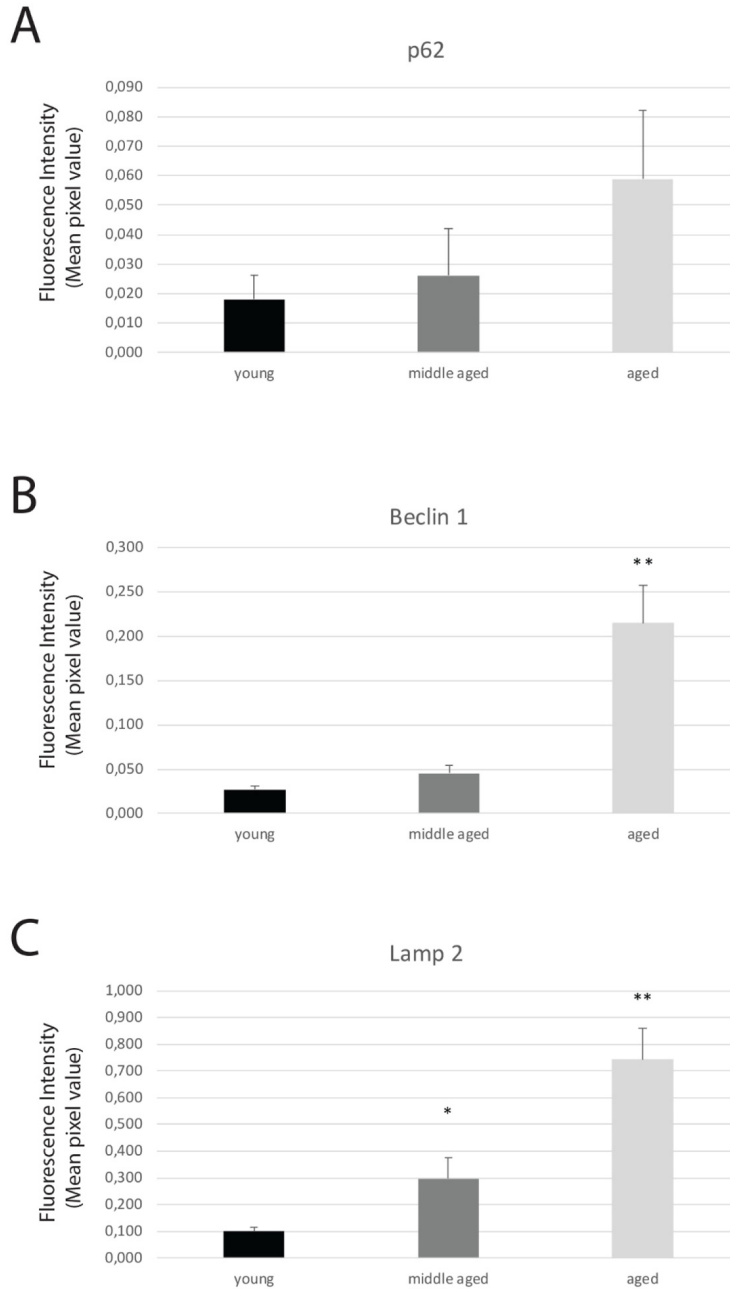 A
p62
Fluorescence Intensity
(Mean pixel value)
0,090
0,080
0,070
0,060
0,050
0,040
0,030
0,020
0,010
0,000
young middle aged aged
B
Beclin 1
Fluorescence Intensity
(Mean pixel value)
0,300
**
0,250
0,200
0,150
0,100
0,050
0,000
young middle aged aged
C
Lamp 2
Fluorescence Intensity
(Mean pixel value)
1,000
**
0,900
0,800
0,700
0,600
*
0,500
0,400
0,300
0,200
0,100
0,000
young middle aged aged